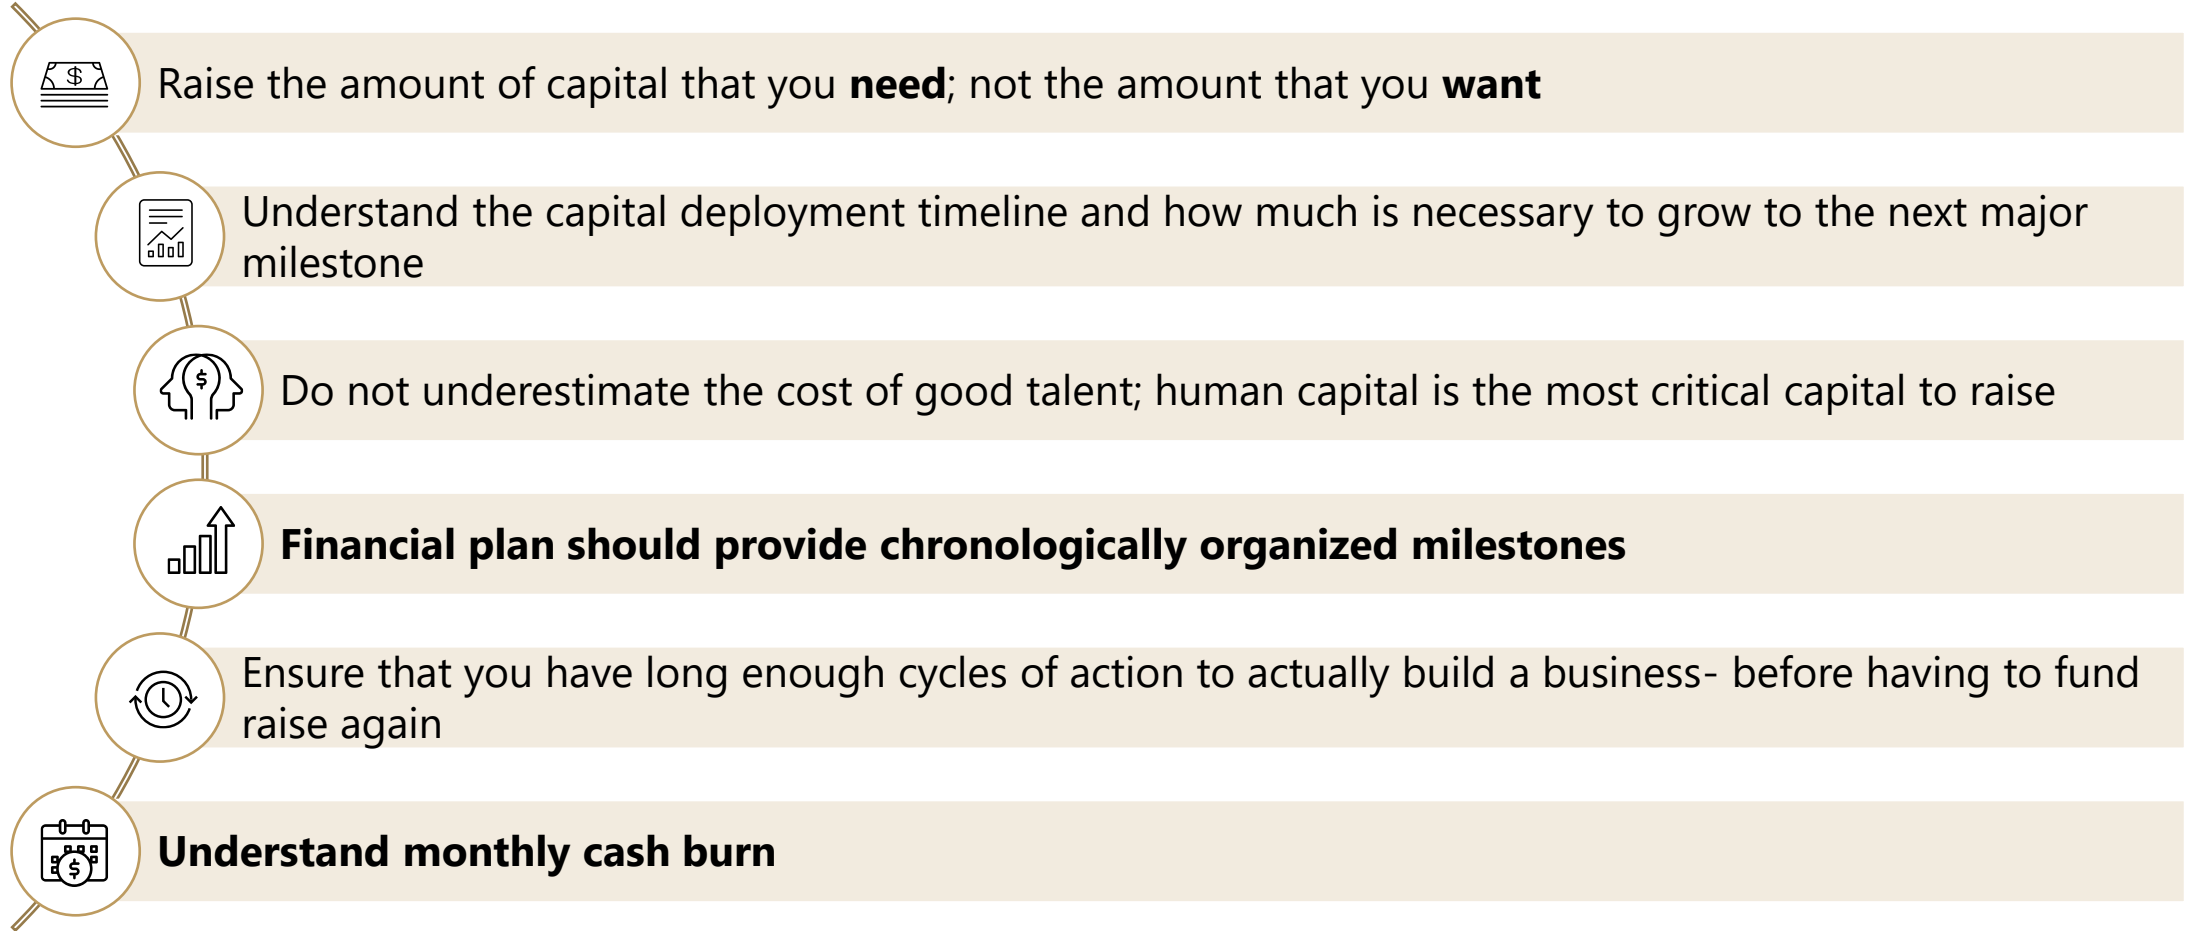 Raise the amount of capital that you need; not the amount that you want
Understand the capital deployment timeline and how much is necessary to grow to the next major
milestone
Do not underestimate the cost of good talent; human capital is the most critical capital to raise
Financial plan should provide chronologically organized milestones
Ensure that you have long enough cycles of action to actually build a business- before having to fund
raise again
Understand monthly cash burn